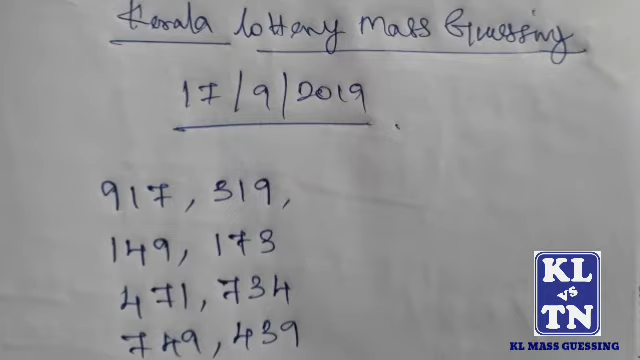 Kerala lottery Mass Guessing
17/9/2019
917, 319,
149, 173
471, 734
749, 439
KL
vs
TN
KL MASS GUESSING